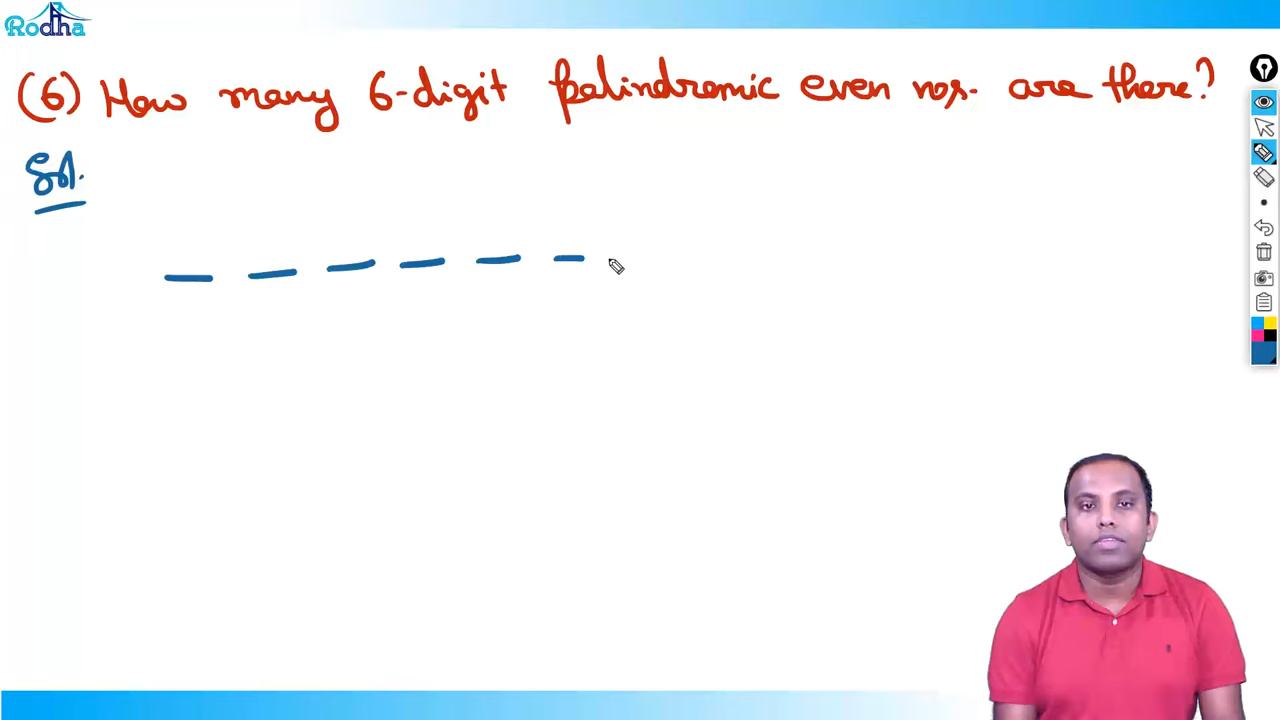 Rodha
(6) How many 6-digit palindromic even nos. are there?
Sol.